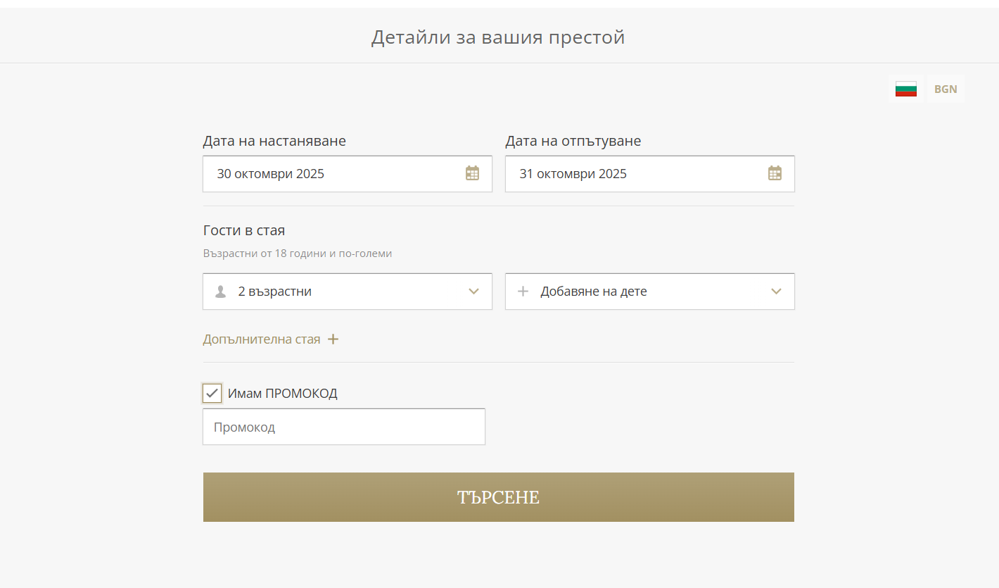 Детайли за вашия престой
BGN
Дата на настаняване
Дата на отпътуване
30 октомври 2025
31 октомври 2025
Гости в стая
Възрастни от 18 години и по-големи
2 възрастни
Добавяне на дете
Допълнителна стая
Имам ПРОМОКОД
Промокод
ТЪРСЕНЕ